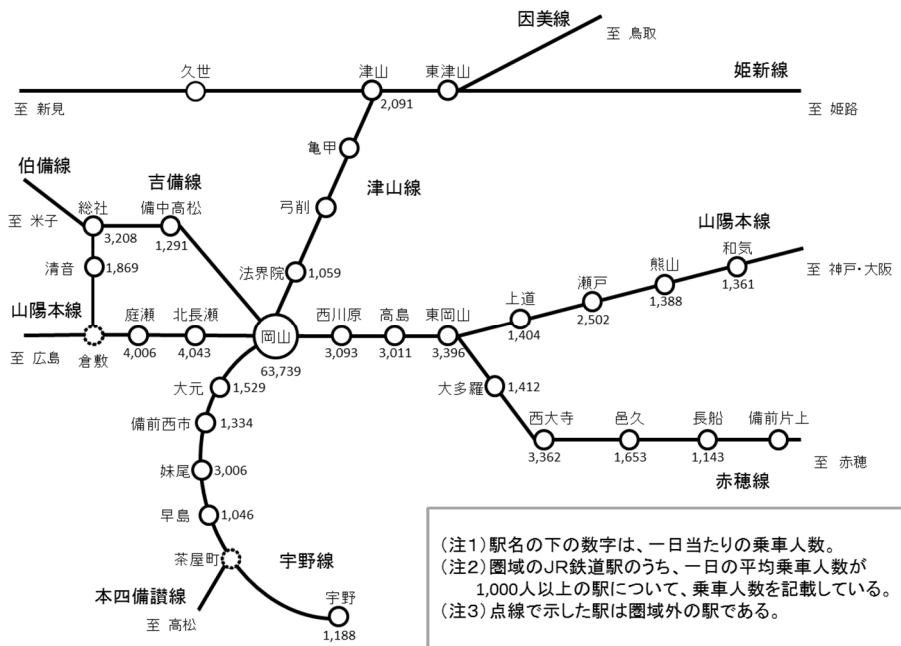 因美線
至 鳥取
久世
津山
東津山
姫新線
2,091
至 新見
至 姫路
亀甲
伯備線
吉備線
津山線
弓削
総社
備中高松
山陽本線
至 米子
3,208
1,291
和気
清音
1,869
法界院
1,059
熊山
1,361
至 神戸・大阪
瀬戸
1,388
山陽本線
庭瀬
北長瀬
岡山
西川原
高島
東岡山
上道
2,502
1,404
至 広島
倉敷
4,006
4,043
63,739
3,093
3,011
3,396
大元
1,529
大多羅
1,412
備前西市
1,334
西大寺
邑久
長船
備前片上
3,362
1,653
1,143
至 赤穂
妹尾
3,006
赤穂線
早島
1,046
茶屋町
宇野線
本四備讃線
至 高松
宇野
1,188
(注1)駅名の下の数字は、一日当たりの乗車人数。
(注2)圏域のJR鉄道駅のうち、一日の平均乗車人数が
1,000人以上の駅について、乗車人数を記載している。
(注3)点線で示した駅は圏域外の駅である。